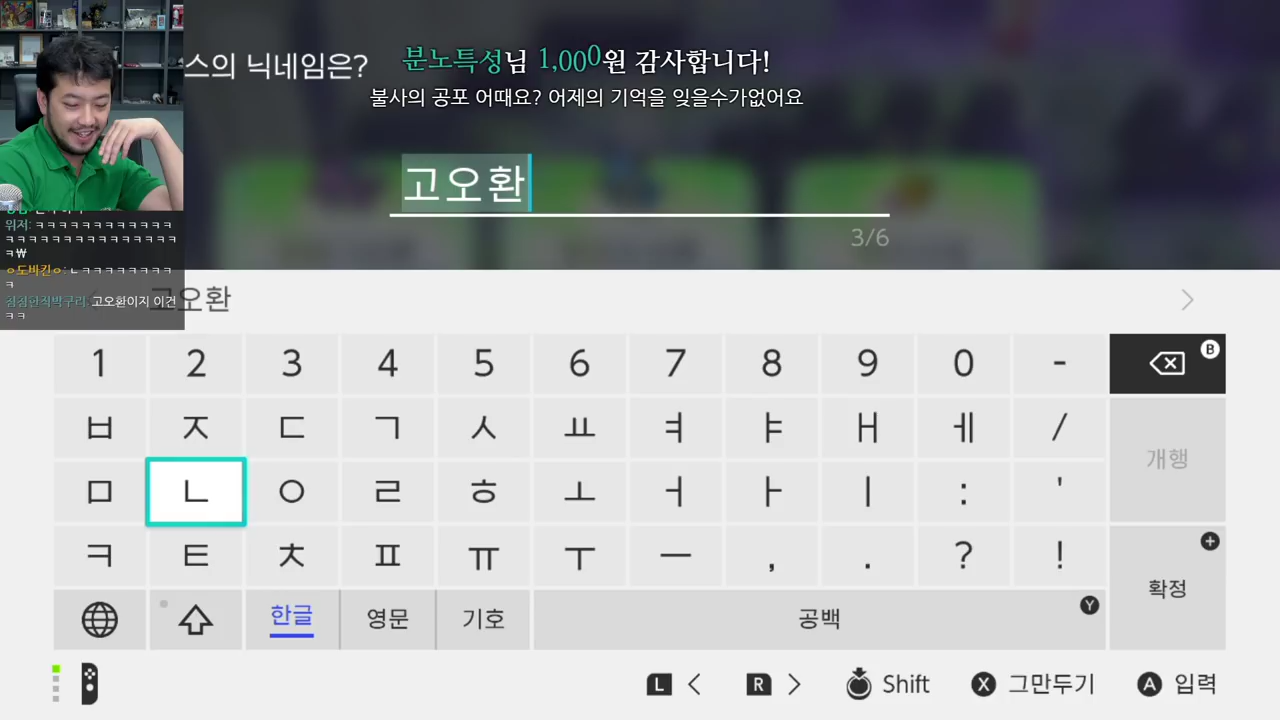 스의 닉네임은?
분노특성님 1,000원 감사합니다!
불사의 공포 어때요? 어제의 기억을 잊을수가없어요
고오환
3/6
위저: ㅋㅋㅋㅋㅋㅋㅋㅋㅋㅋㅋㅋ
ㅋㅋㅋㅋㅋㅋㅋㅋㅋㅋㅋㅋㅋㅋㅋ
ㅋ₩
ㅇ도바킨ㅇ: ㄴㅋㅋㅋㅋㅋㅋㅋㅋ
ㅋ
고오환이지 이건
ㅋㅋ
고오환
1 2 3 4 5 6 7 8 9 0 - B
ㅂ ㅈ ㄷ ㄱ ㅅ ㅛ ㅕ ㅑ ㅐ ㅔ /
개행
ㅁ ㄴ ㅇ ㄹ ㅎ ㅗ ㅓ ㅏ ㅣ : '
ㅋ ㅌ ㅊ ㅍ ㅠ ㅜ ㅡ , . ? !
확정
한글 영문 기호 공백 Y
L R Shift X 그만두기 A 입력